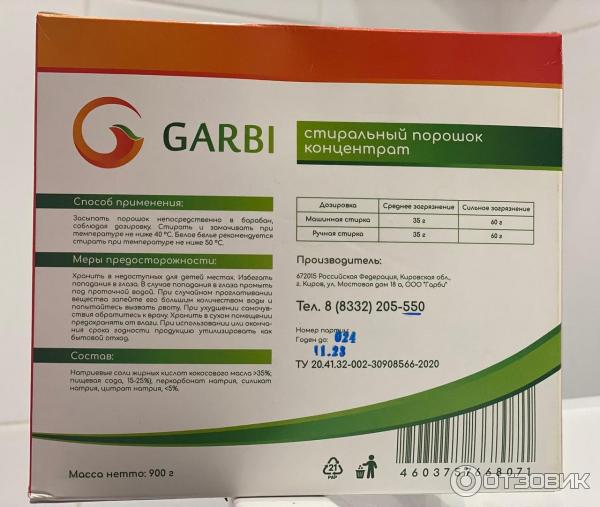 GARBI
стиральный порошок
концентрат
Способ применения:
Засыпать порошок непосредственно в барабан,
соблюдая дозировку. Стирать и замачивать при
температуре не ниже 40 °С. Белое белье рекомендуется
стирать при температуре не ниже 50 °С.
Меры предосторожности:
Хранить в недоступных для детей местах. Избегать
попадания в глаза. В случае попадания в глаза промыть
под проточной водой. При случайном проглатывании
вещества запейте его большим количеством воды и
попытайтесь вызвать рвоту. При ухудшении самочувс-
твия обратитесь к врачу. Хранить в сухом помещении
предохранять от влаги. При использовании или оконча-
ния срока годности продукцию утилизировать как
бытовой отход.
Состав:
Натриевые соли жирных кислот кокосового масла >35%;
пищевая сода, 15-25%); перкарбонат натрия, силикат
натрия, цитрат натрия, <5%.
Масса нетто: 900 г
Дозировка Среднее загрязнение Сильное загрязнение
Машинная стирка 35 г 60 г
Ручная стирка 35 г 60 г
Производитель:
672015 Российская Федерация, Кировская обл.,
г. Киров, ул. Мостовая дом 18 а, ООО "Гарби"
Тел. 8 (8332) 205-550
Номер партии: 024
Годен до: 11.23
ТУ 20.41.32-002-30908566-2020
21
PAP
4603757668071
ОТЗОВИК